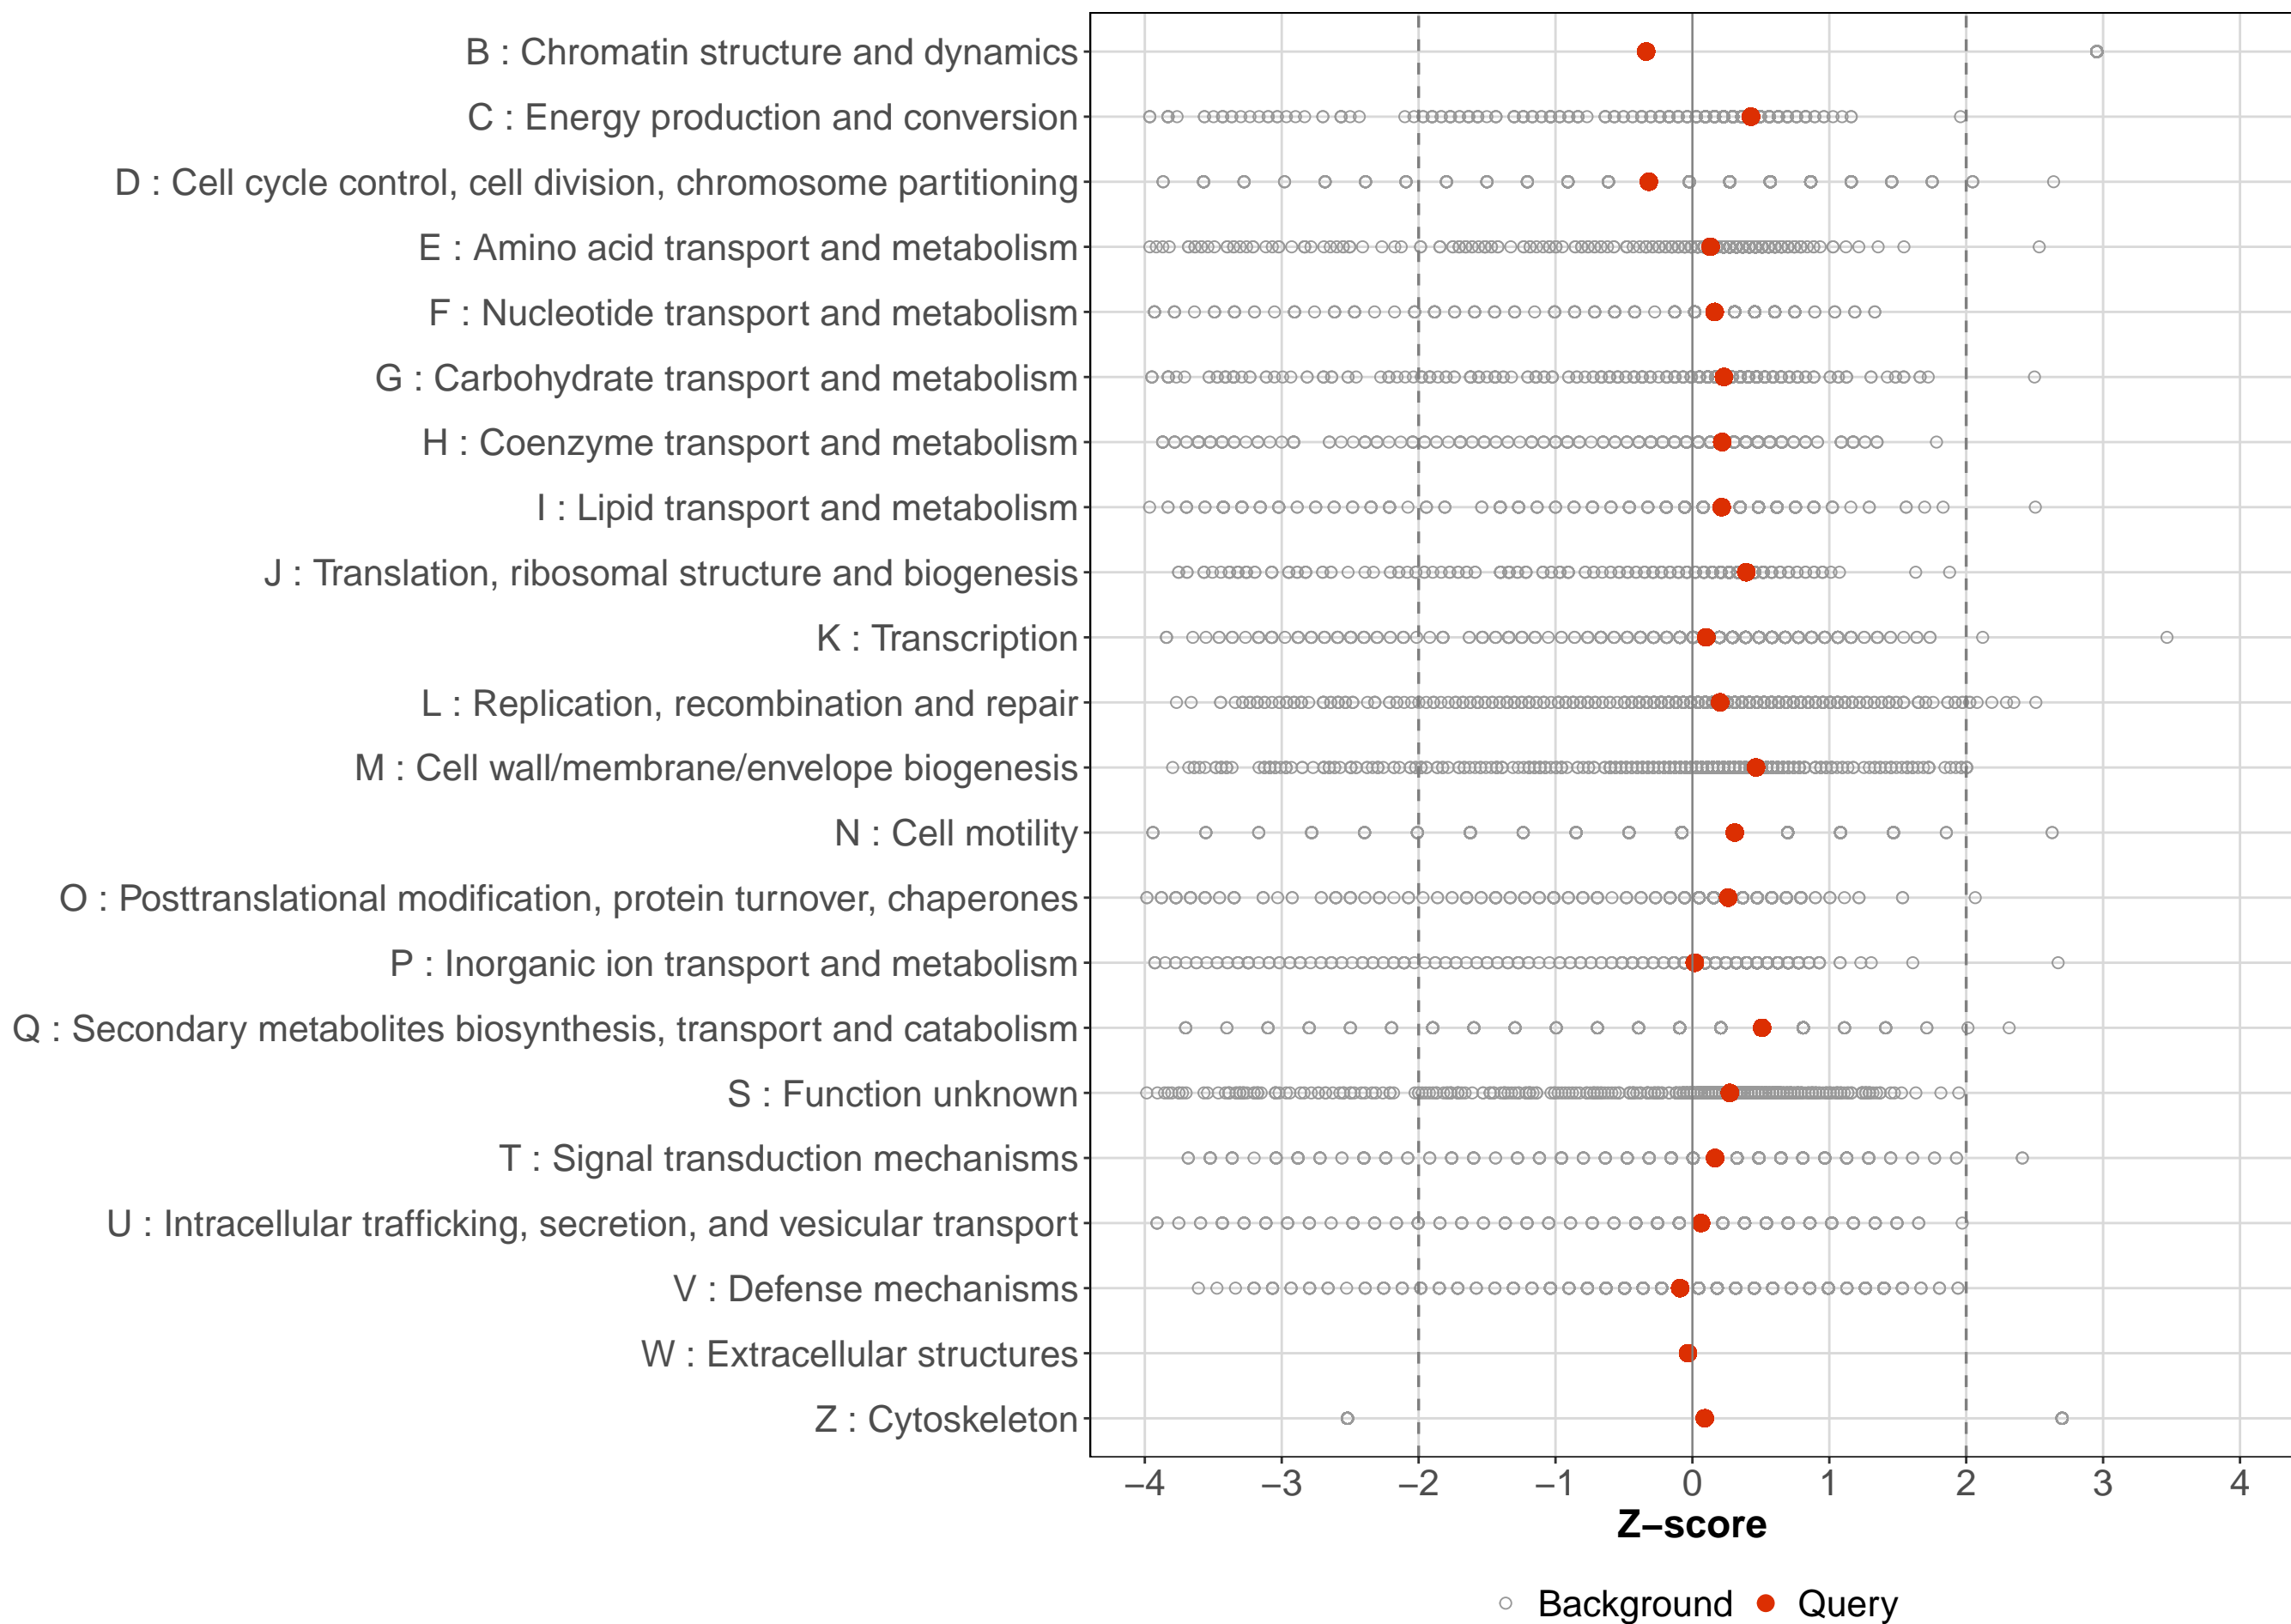 B : Chromatin structure and dynamics
C : Energy production and conversion
D : Cell cycle control, cell division, chromosome partitioning
E : Amino acid transport and metabolism
F : Nucleotide transport and metabolism
G : Carbohydrate transport and metabolism
H : Coenzyme transport and metabolism
I : Lipid transport and metabolism
J : Translation, ribosomal structure and biogenesis
K : Transcription
L : Replication, recombination and repair
M : Cell wall/membrane/envelope biogenesis
N : Cell motility
O : Posttranslational modification, protein turnover, chaperones
P : Inorganic ion transport and metabolism
Q : Secondary metabolites biosynthesis, transport and catabolism
S : Function unknown
T : Signal transduction mechanisms
U : Intracellular trafficking, secretion, and vesicular transport
V : Defense mechanisms
W : Extracellular structures
Z : Cytoskeleton
−4 −3 −2 −1 0 1 2 3 4
Z−score
Background Query